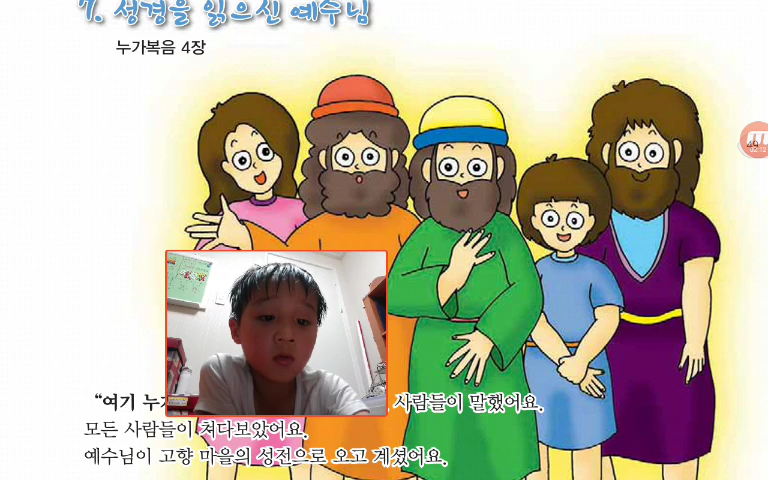 7. 성경을 읽으신 예수님
누가복음 4장
49
02:12
“여기 누가 사람들이 말했어요.
모든 사람들이 쳐다보았어요.
예수님이 고향 마을의 성전으로 오고 계셨어요.